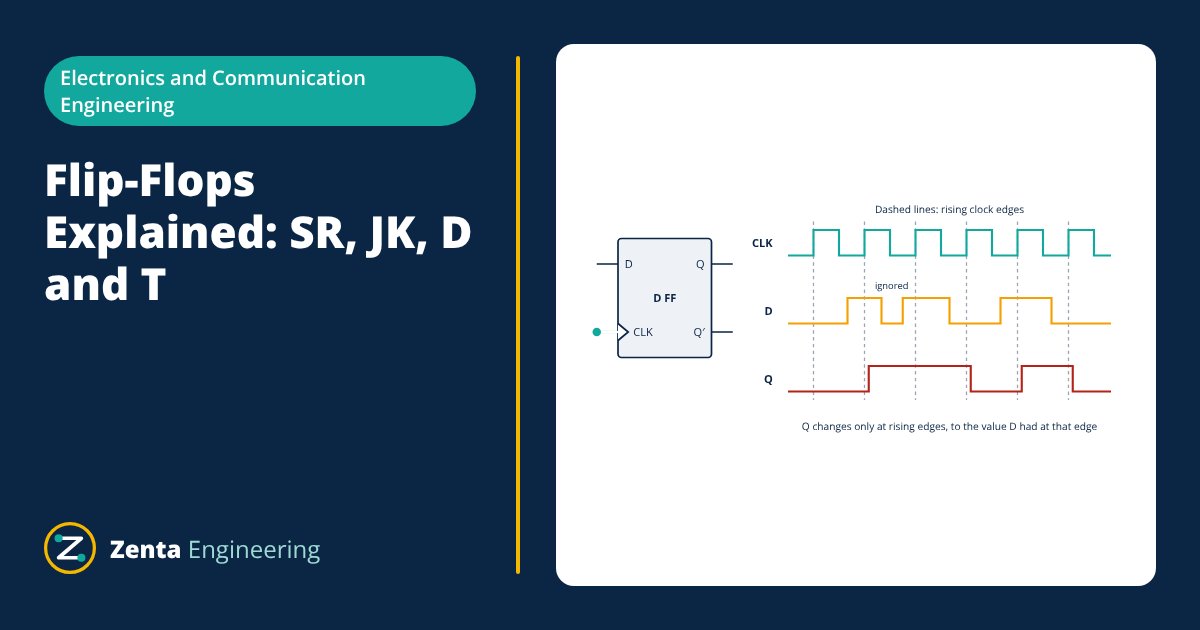 Electronics and Communication
Engineering
Flip-Flops
Explained: SR, JK, D
and T
Zenta Engineering
Dashed lines: rising clock edges
CLK
ignored
D
Q
D FF
D
Q
CLK
Q′
Q changes only at rising edges, to the value D had at that edge